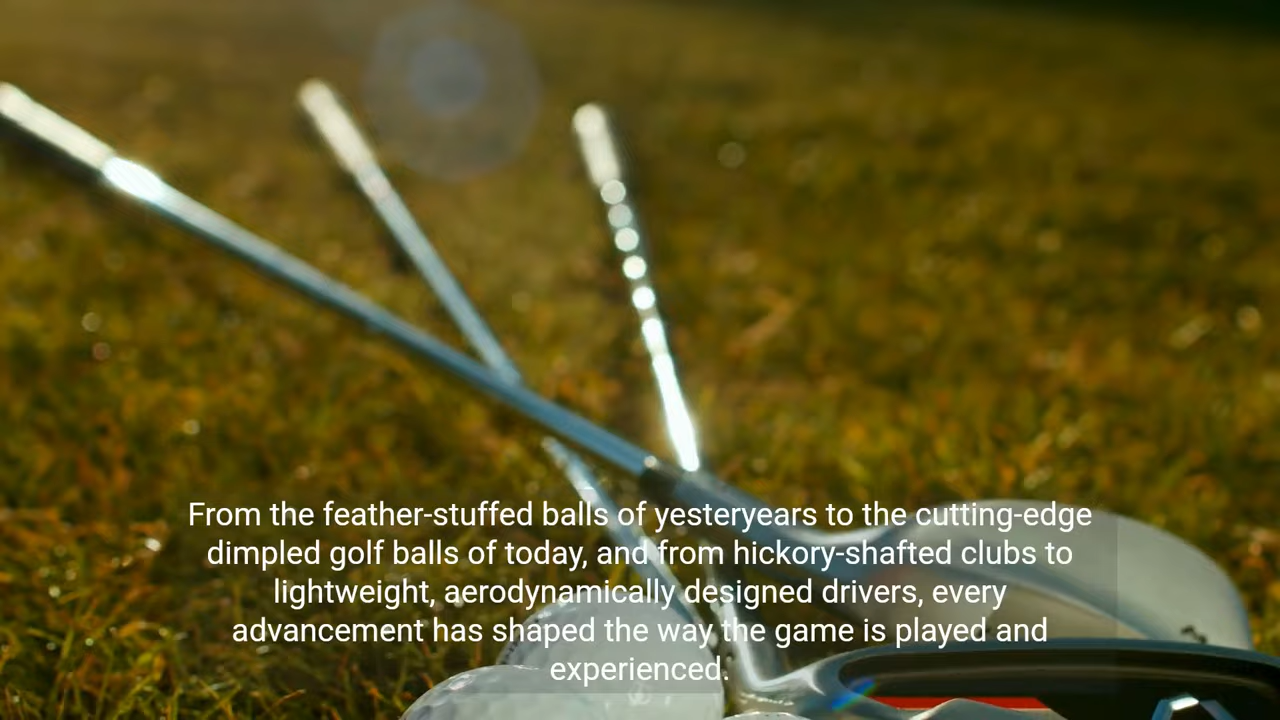 From the feather-stuffed balls of yesteryears to the cutting-edge
dimpled golf balls of today, and from hickory-shafted clubs to
lightweight, aerodynamically designed drivers, every
advancement has shaped the way the game is played and
experienced.